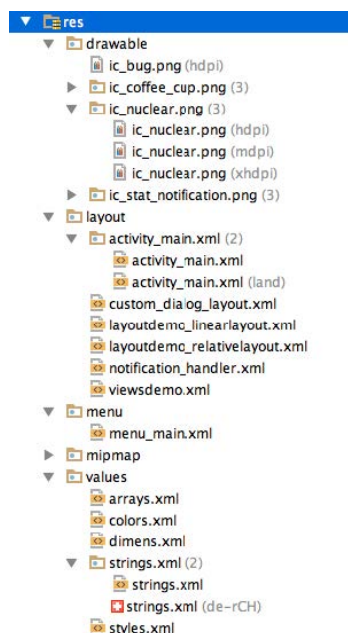 res
drawable
ic_bug.png (hdpi)
ic_coffee_cup.png (3)
ic_nuclear.png (3)
ic_nuclear.png (hdpi)
ic_nuclear.png (mdpi)
ic_nuclear.png (xhdpi)
ic_stat_notification.png (3)
layout
activity_main.xml (2)
activity_main.xml
activity_main.xml (land)
custom_dialog_layout.xml
layoutdemo_linearlayout.xml
layoutdemo_relativelayout.xml
notification_handler.xml
viewsdemo.xml
menu
menu_main.xml
mipmap
values
arrays.xml
colors.xml
dimens.xml
strings.xml (2)
strings.xml
strings.xml (de-rCH)
styles.xml